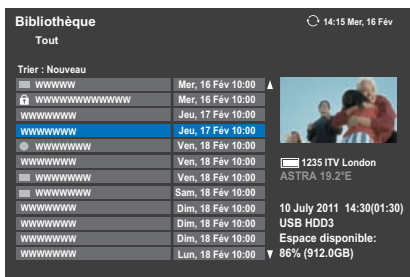 Bibliothèque
14:15 Mer, 16 Fév
Tout
Trier : Nouveau
wwwwww Mer, 16 Fév 10:00
wwwwwwwwwwwww Mer, 16 Fév 10:00
wwwwwwww Jeu, 17 Fév 10:00
wwwwwwww Jeu, 17 Fév 10:00
wwwwwwww Ven, 18 Fév 10:00
wwwwwwww Ven, 18 Fév 10:00
wwwwwwww Ven, 18 Fév 10:00
wwwwwwww Sam, 18 Fév 10:00
wwwwwwww Dim, 18 Fév 10:00
wwwwwwww Dim, 18 Fév 10:00
wwwwwwww Dim, 18 Fév 10:00
wwwwwwww Lun, 18 Fév 10:00
1235 ITV London
ASTRA 19.2°E
10 July 2011 14:30(01:30)
USB HDD3
Espace disponible:
86% (912.0GB)